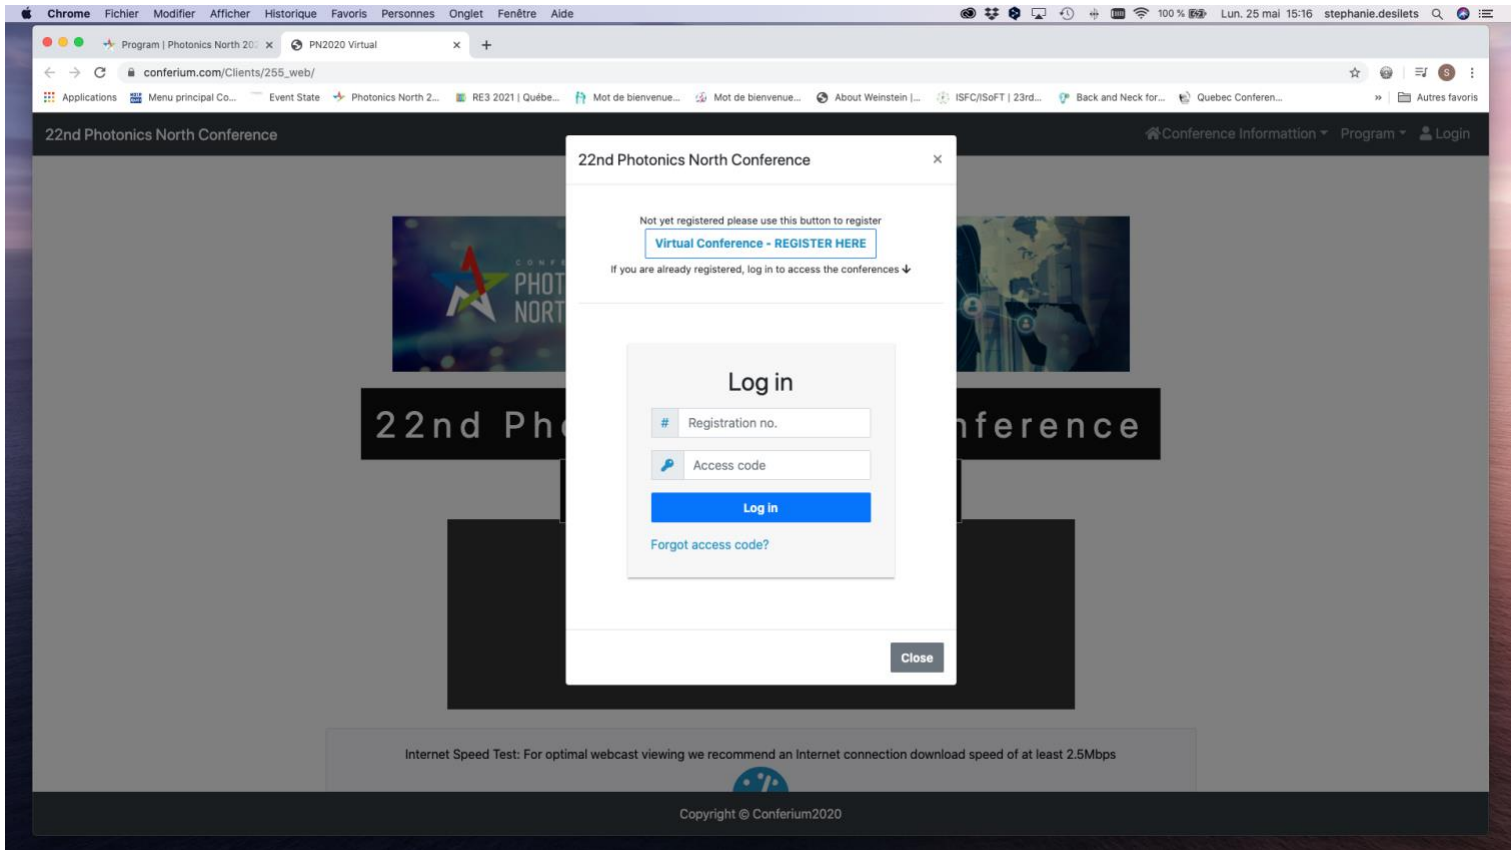 Chrome Fichier Modifier Afficher Historique Favoris Personnes Onglet Fenêtre Aide 100 % Lun. 25 mai 15:16 stephanie.desilets
Program | Photonics North 202 PN2020 Virtual
conferium.com/Clients/255_web/ S
Applications Menu principal Co... Event State Photonics North 2... RE3 2021 | Québe... Mot de bienvenue... Mot de bienvenue... About Weinstein |... ISFC/ISoFT | 23rd... Back and Neck for... Quebec Conferen... » Autres favoris
22nd Photonics North Conference Conference Informattion Program Login
22nd Photonics North Conference ×
Not yet registered please use this button to register
Virtual Conference - REGISTER HERE
If you are already registered, log in to access the conferences
CONFE
PHOT
NORT
Log in
# Registration no.
22nd Pho nference
Access code
Log in
Forgot access code?
Close
Internet Speed Test: For optimal webcast viewing we recommend an Internet connection download speed of at least 2.5Mbps
Copyright © Conferium2020